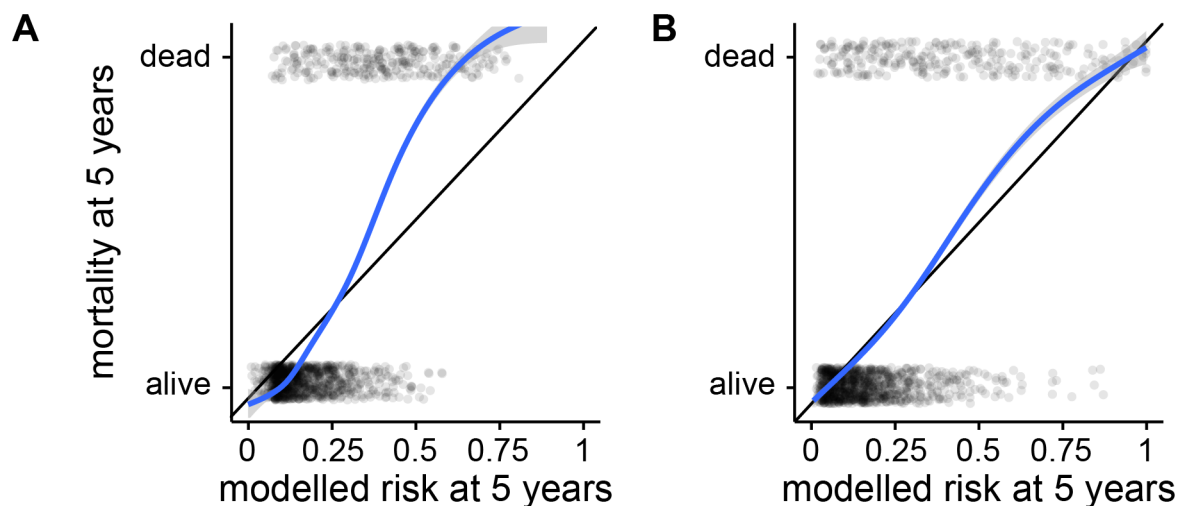 A
mortality at 5 years
dead
alive
0 0.25 0.5 0.75 1
modelled risk at 5 years
B
dead
alive
0 0.25 0.5 0.75 1
modelled risk at 5 years